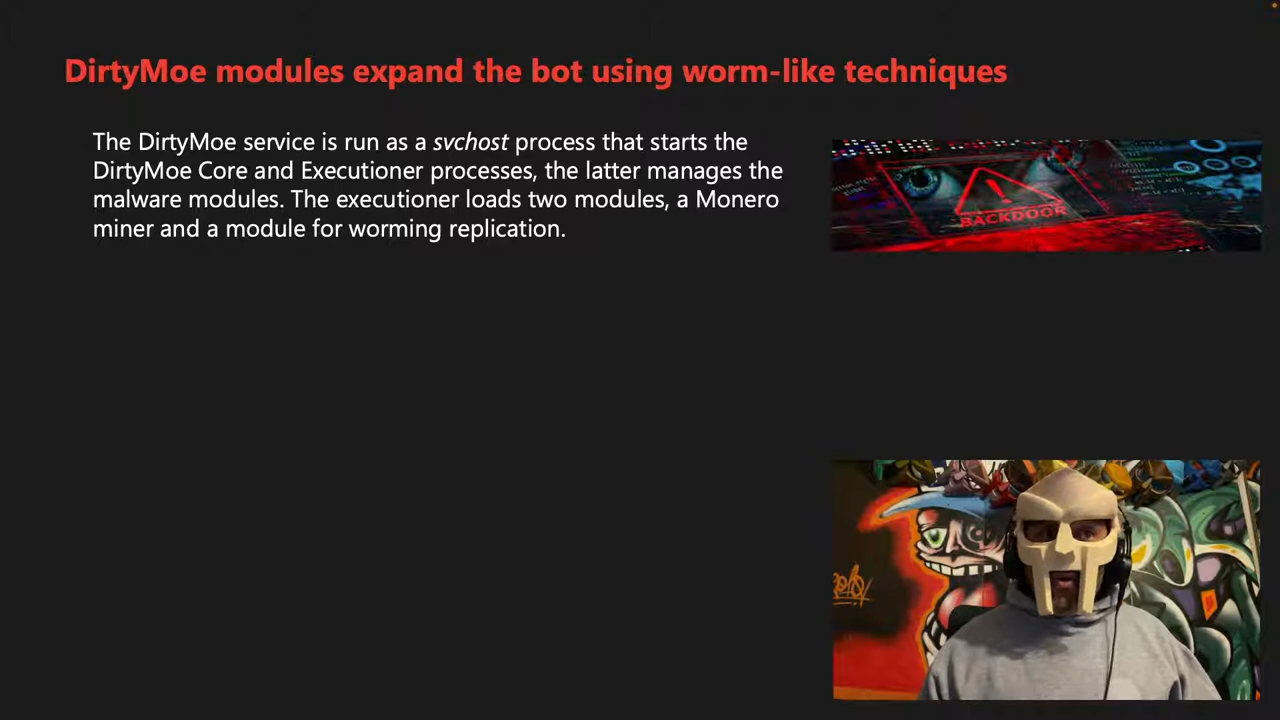 DirtyMoe modules expand the bot using worm-like techniques
The DirtyMoe service is run as a svchost process that starts the
DirtyMoe Core and Executioner processes, the latter manages the
malware modules. The executioner loads two modules, a Monero
miner and a module for worming replication.
BACKDOOR